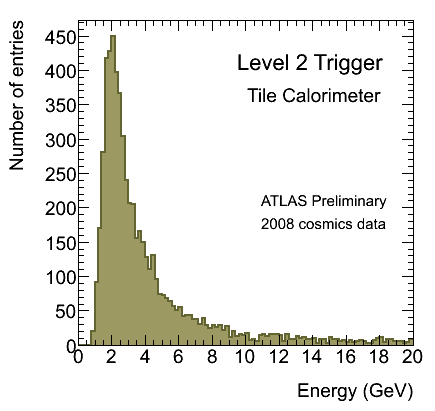 Number of entries
450
400
350
300
250
200
150
100
50
0
Level 2 Trigger
Tile Calorimeter
ATLAS Preliminary
2008 cosmics data
0 2 4 6 8 10 12 14 16 18 20
Energy (GeV)